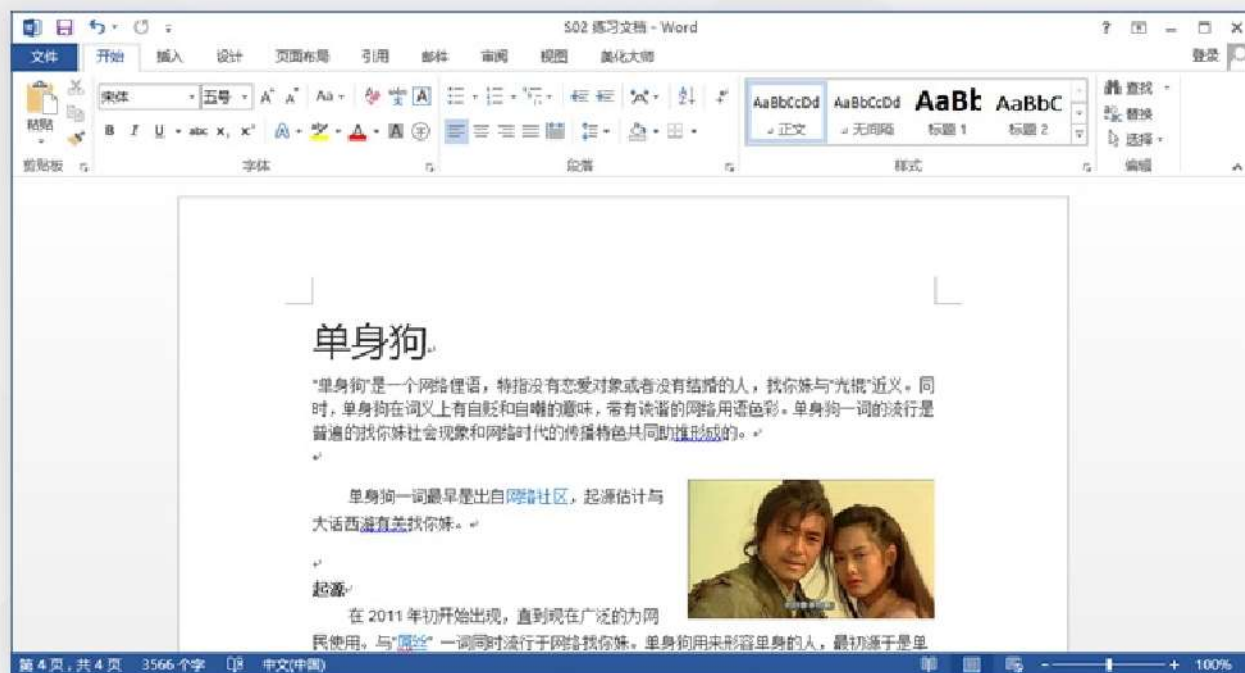 S02 练习文档 - Word
?
文件 开始 插入 设计 页面布局 引用 邮件 审阅 视图 美化大师 登录
粘贴 宋体 五号 A A Aa 变 A AaBbCcDd AaBbCcDd AaBb AaBbC 查找
替换
B I U abc x, x² A A A 字 正文 无间隔 标题 1 标题 2 选择
剪贴板 字体 段落 样式 编辑
单身狗
"单身狗"是一个网络俚语，特指没有恋爱对象或者没有结婚的人，找你妹与"光棍"近义。同
时，单身狗在词义上有自贬和自嘲的意味，带有诙谐的网络用语色彩。单身狗一词的流行是
普遍的找你妹社会现象和网络时代的传播特色共同助推形成的。
单身狗一词最早是出自网络社区，起源估计与
大话西游有关找你妹。
起源
在 2011 年初开始出现，直到现在广泛的为网
民使用。与"屌丝" 一词同时流行于网络找你妹。单身狗用来形容单身的人，最初源于是单
第 4 页，共 4 页 3566 个字 中文(中国) 100%